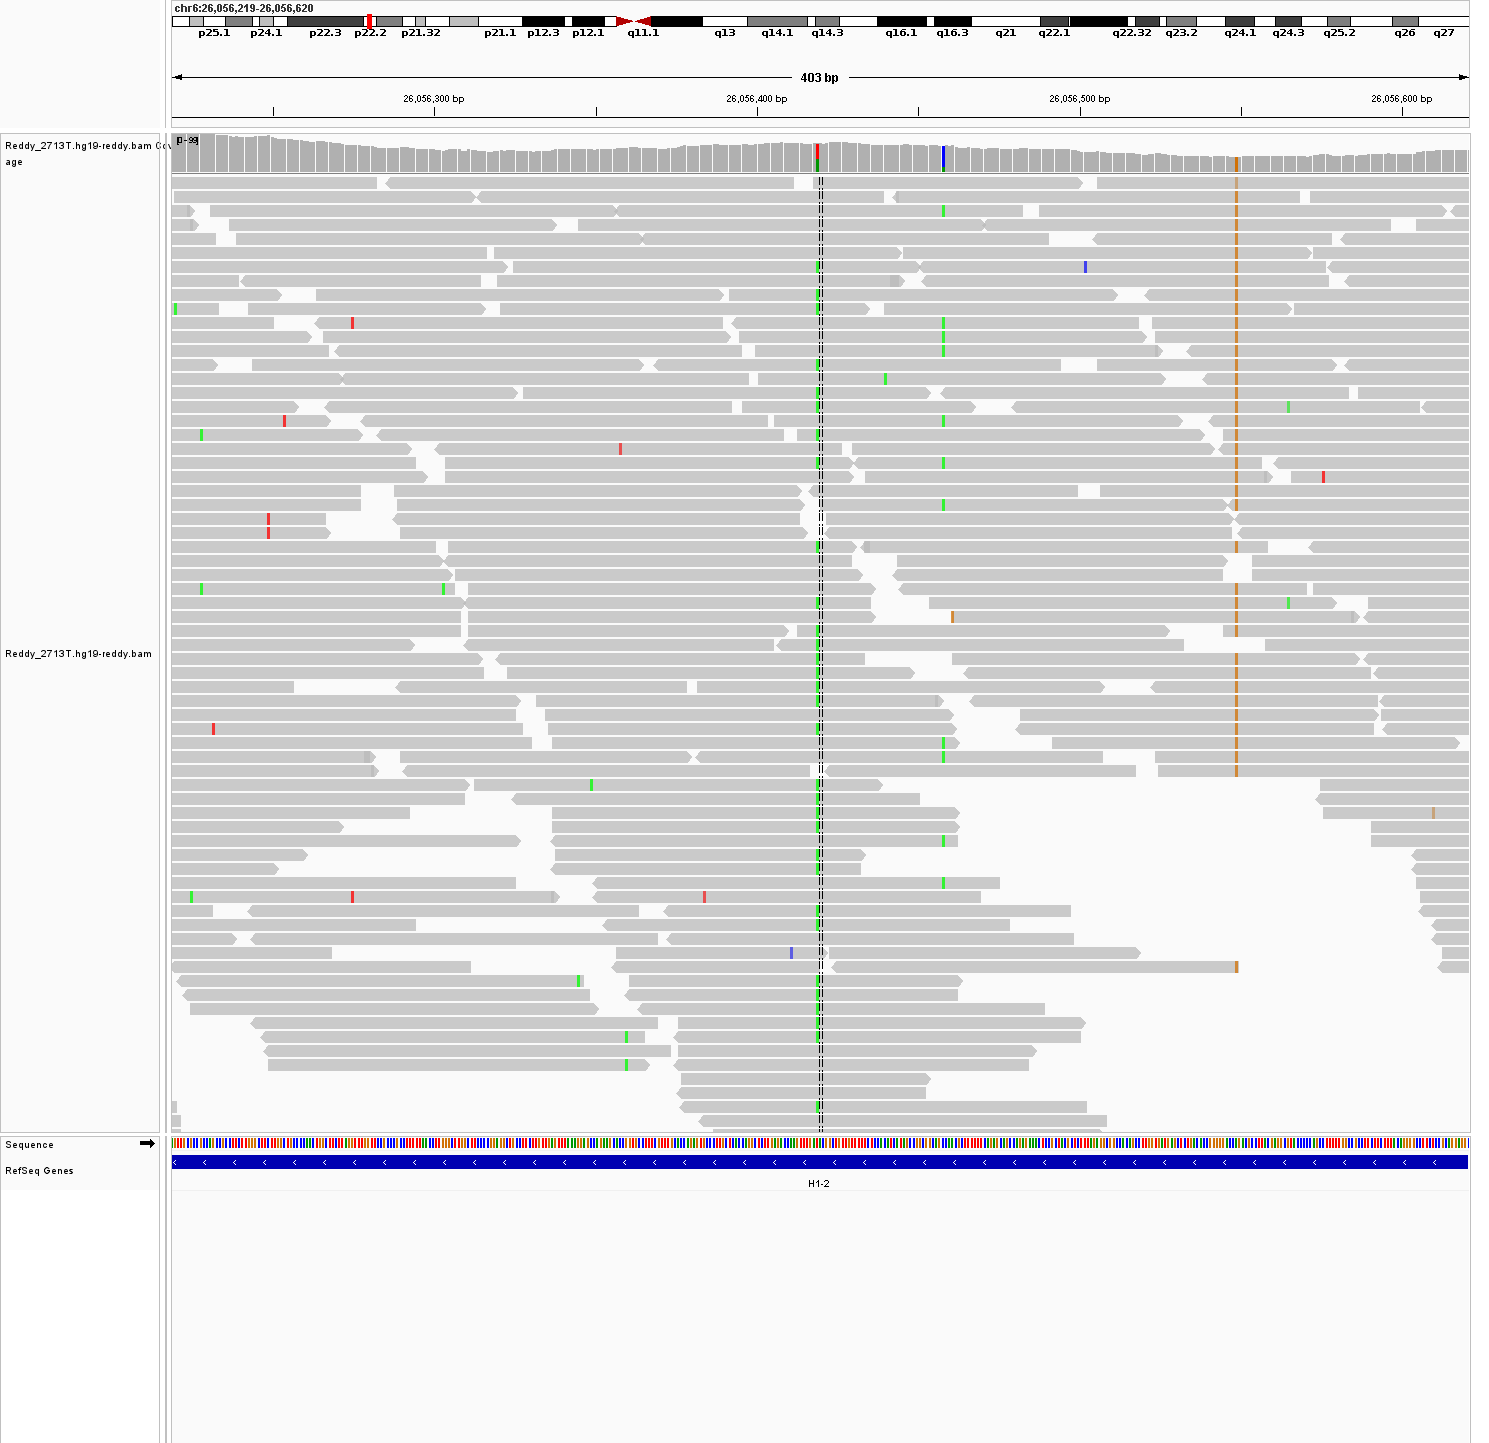 chr6:26,056,219-26,056,620
p25.1 p24.1 p22.3 p22.2 p21.32 p21.1 p12.3 p12.1 q11.1 q13 q14.1 q14.3 q16.1 q16.3 q21 q22.1 q22.32 q23.2 q24.1 q24.3 q25.2 q26 q27
403 bp
26,056,300 bp 26,056,400 bp 26,056,500 bp 26,056,600 bp
Reddy_2713T.hg19-reddy.bam Cov [0-99]
age
Reddy_2713T.hg19-reddy.bam
Sequence
RefSeq Genes
H1-2